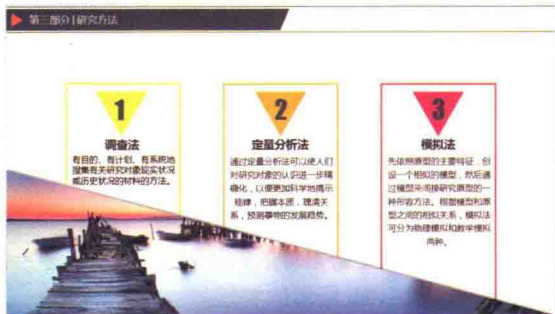 第三部分|研究方法
1
调查法
有目的、有计划、有系统地
搜集有关研究对象现实状况
或历史状况的材料的方法。
2
定量分析法
通过定量分析法可以使人们
对研究对象的认识进一步精
确化，以便更加科学地揭示
规律，把握本质，理清关
系，预测事物的发展趋势。
3
模拟法
先依照原型的主要特征，创
设一个相似的模型，然后通
过模型来间接研究原型的一
种形容方法。根据模型和原
型之间的相似关系，模拟法
可分为物理模拟和数学模拟
两种。